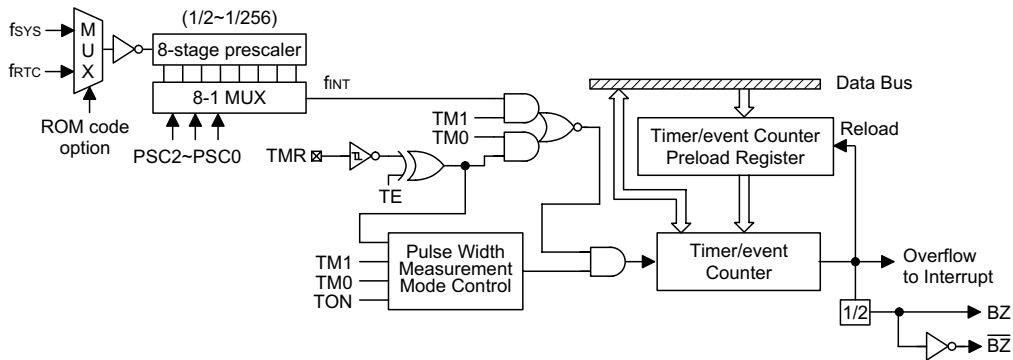 (1/2~1/256)
fSYS
M
U
X
8-stage prescaler
fRTC
8-1 MUX
fINT
ROM code
option
PSC2~PSC0
TM1
TM0
TMR
TE
Data Bus
Timer/event Counter
Preload Register
Reload
TM1
TM0
TON
Pulse Width
Measurement
Mode Control
Timer/event
Counter
Overflow
to Interrupt
1/2
BZ
B̅Z̅